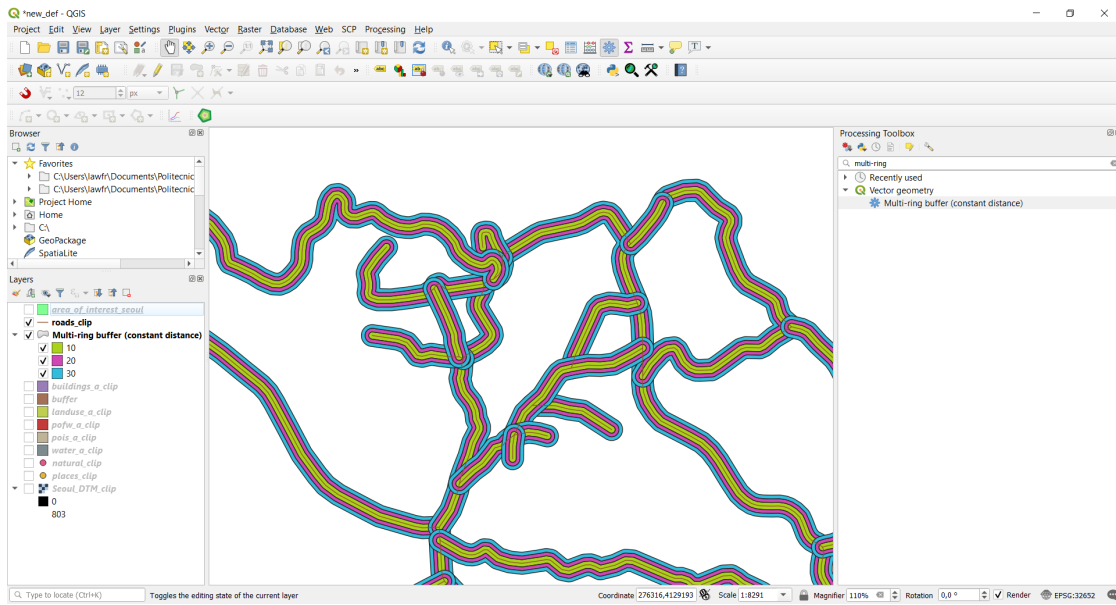 *new_def - QGIS
Project Edit View Layer Settings Plugins Vector Raster Database Web SCP Processing Help
12 px
Browser
Favorites
C:\Users\lawfr\Documents\Politecnic
C:\Users\lawfr\Documents\Politecnic
Project Home
Home
C:\
GeoPackage
SpatiaLite
Layers
area_of_interest_seoul
roads_clip
Multi-ring buffer (constant distance)
10
20
30
buildings_a_clip
buffer
landuse_a_clip
pofw_a_clip
pois_a_clip
water_a_clip
natural_clip
places_clip
Seoul_DTM_clip
0
803
Processing Toolbox
multi-ring
Recently used
Vector geometry
Multi-ring buffer (constant distance)
Type to locate (Ctrl+K) Toggles the editing state of the current layer Coordinate 276316,4129193 Scale 1:8291 Magnifier 110% Rotation 0,0 ° Render EPSG:32652